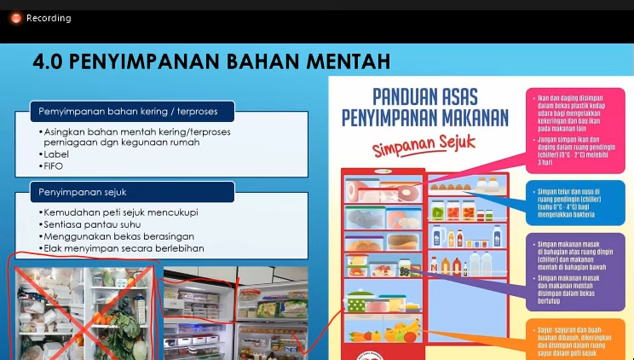 Recording
4.0 PENYIMPANAN BAHAN MENTAH
Pemyimpanan bahan kering / terproses
•Asingkan bahan mentah kering/terproses
perniagaan dgn kegunaan rumah
•Label
•FIFO
Penyimpanan sejuk
•Kemudahan peti sejuk mencukupi
•Sentiasa pantau suhu
•Menggunakan bekas berasingan
•Elak menyimpan secara berlebihan
PANDUAN ASAS
PENYIMPANAN MAKANAN
Simpanan Sejuk
• Ikan dan daging disimpan
dalam bekas plastik kedap
udara bagi mengelakkan
kekeringan dan bau ikan
pada makanan lain
• Jangan simpan ikan dan
daging dalam ruang pendingin
(chiller) (0°C - 2°C) melebihi
3 hari
• Simpan telur dan susu di
ruang pendingin (chiller)
(suhu 0°C - 4°C) bagi
mengelakkan bakteria
• Simpan makanan masak
di bahagian atas ruang dingin
(chiller) dan makanan
mentah di bahagian bawah
• Simpan makanan masak
dan makanan mentah
disimpan dalam bekas
bertutup
• Sayur-sayuran dan buah-
buahan dibasuh, dikeringkan
dan disimpan dalam ruang
sayur dalam peti sejuk